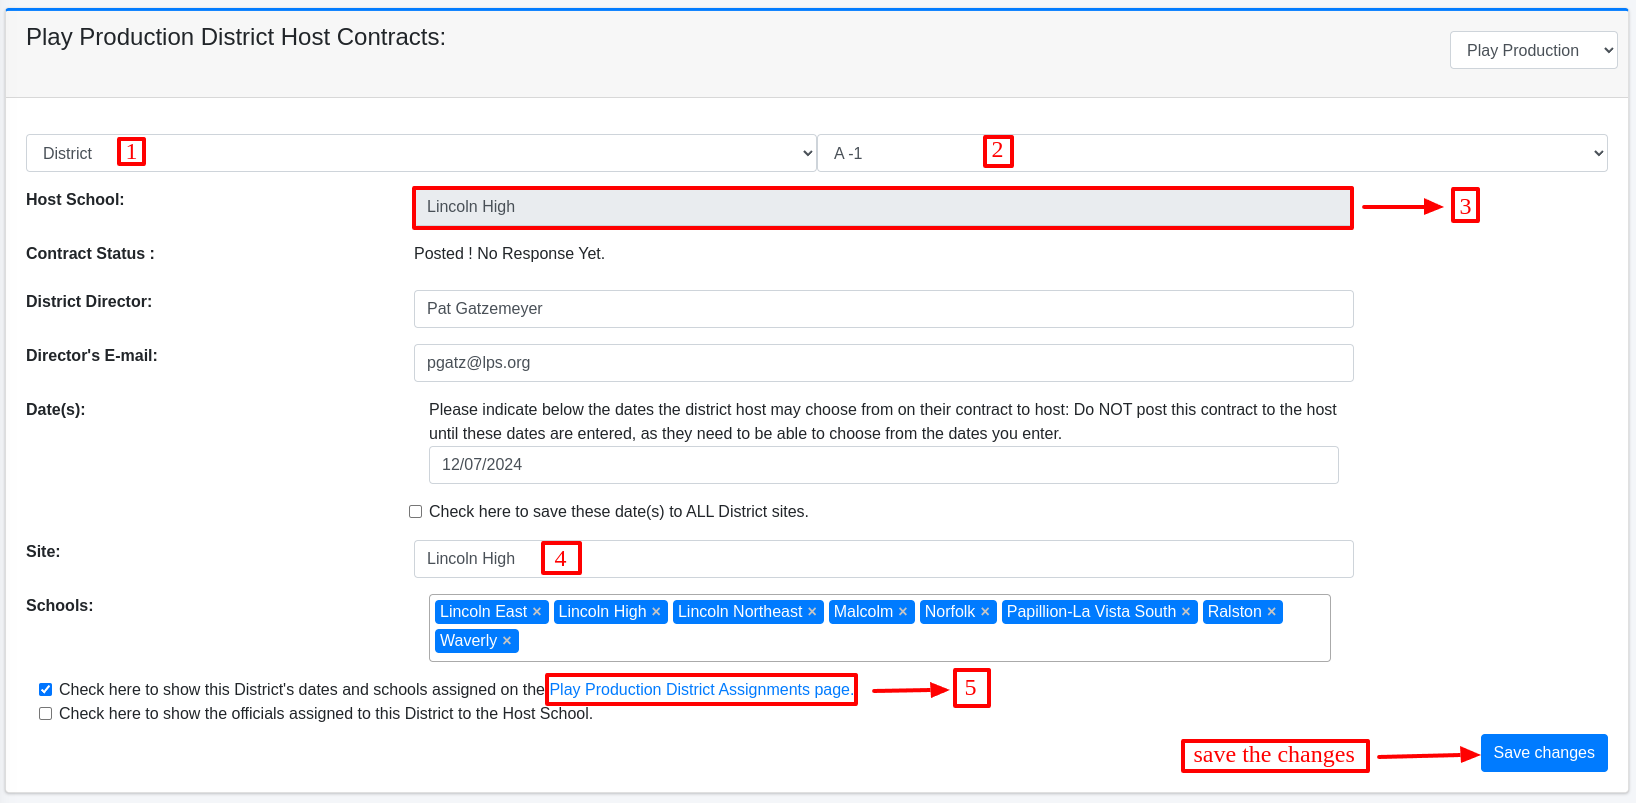 Play Production District Host Contracts:
Play Production
District 1 A -1 2
Host School: Lincoln High 3
Contract Status : Posted ! No Response Yet.
District Director: Pat Gatzemeyer
Director's E-mail: pgatz@lps.org
Date(s): Please indicate below the dates the district host may choose from on their contract to host: Do NOT post this contract to the host
until these dates are entered, as they need to be able to choose from the dates you enter.
12/07/2024
Check here to save these date(s) to ALL District sites.
Site: Lincoln High 4
Schools: Lincoln East × Lincoln High × Lincoln Northeast × Malcolm × Norfolk × Papillion-La Vista South × Ralston ×
Waverly ×
Check here to show this District's dates and schools assigned on the Play Production District Assignments page. 5
Check here to show the officials assigned to this District to the Host School.
save the changes Save changes